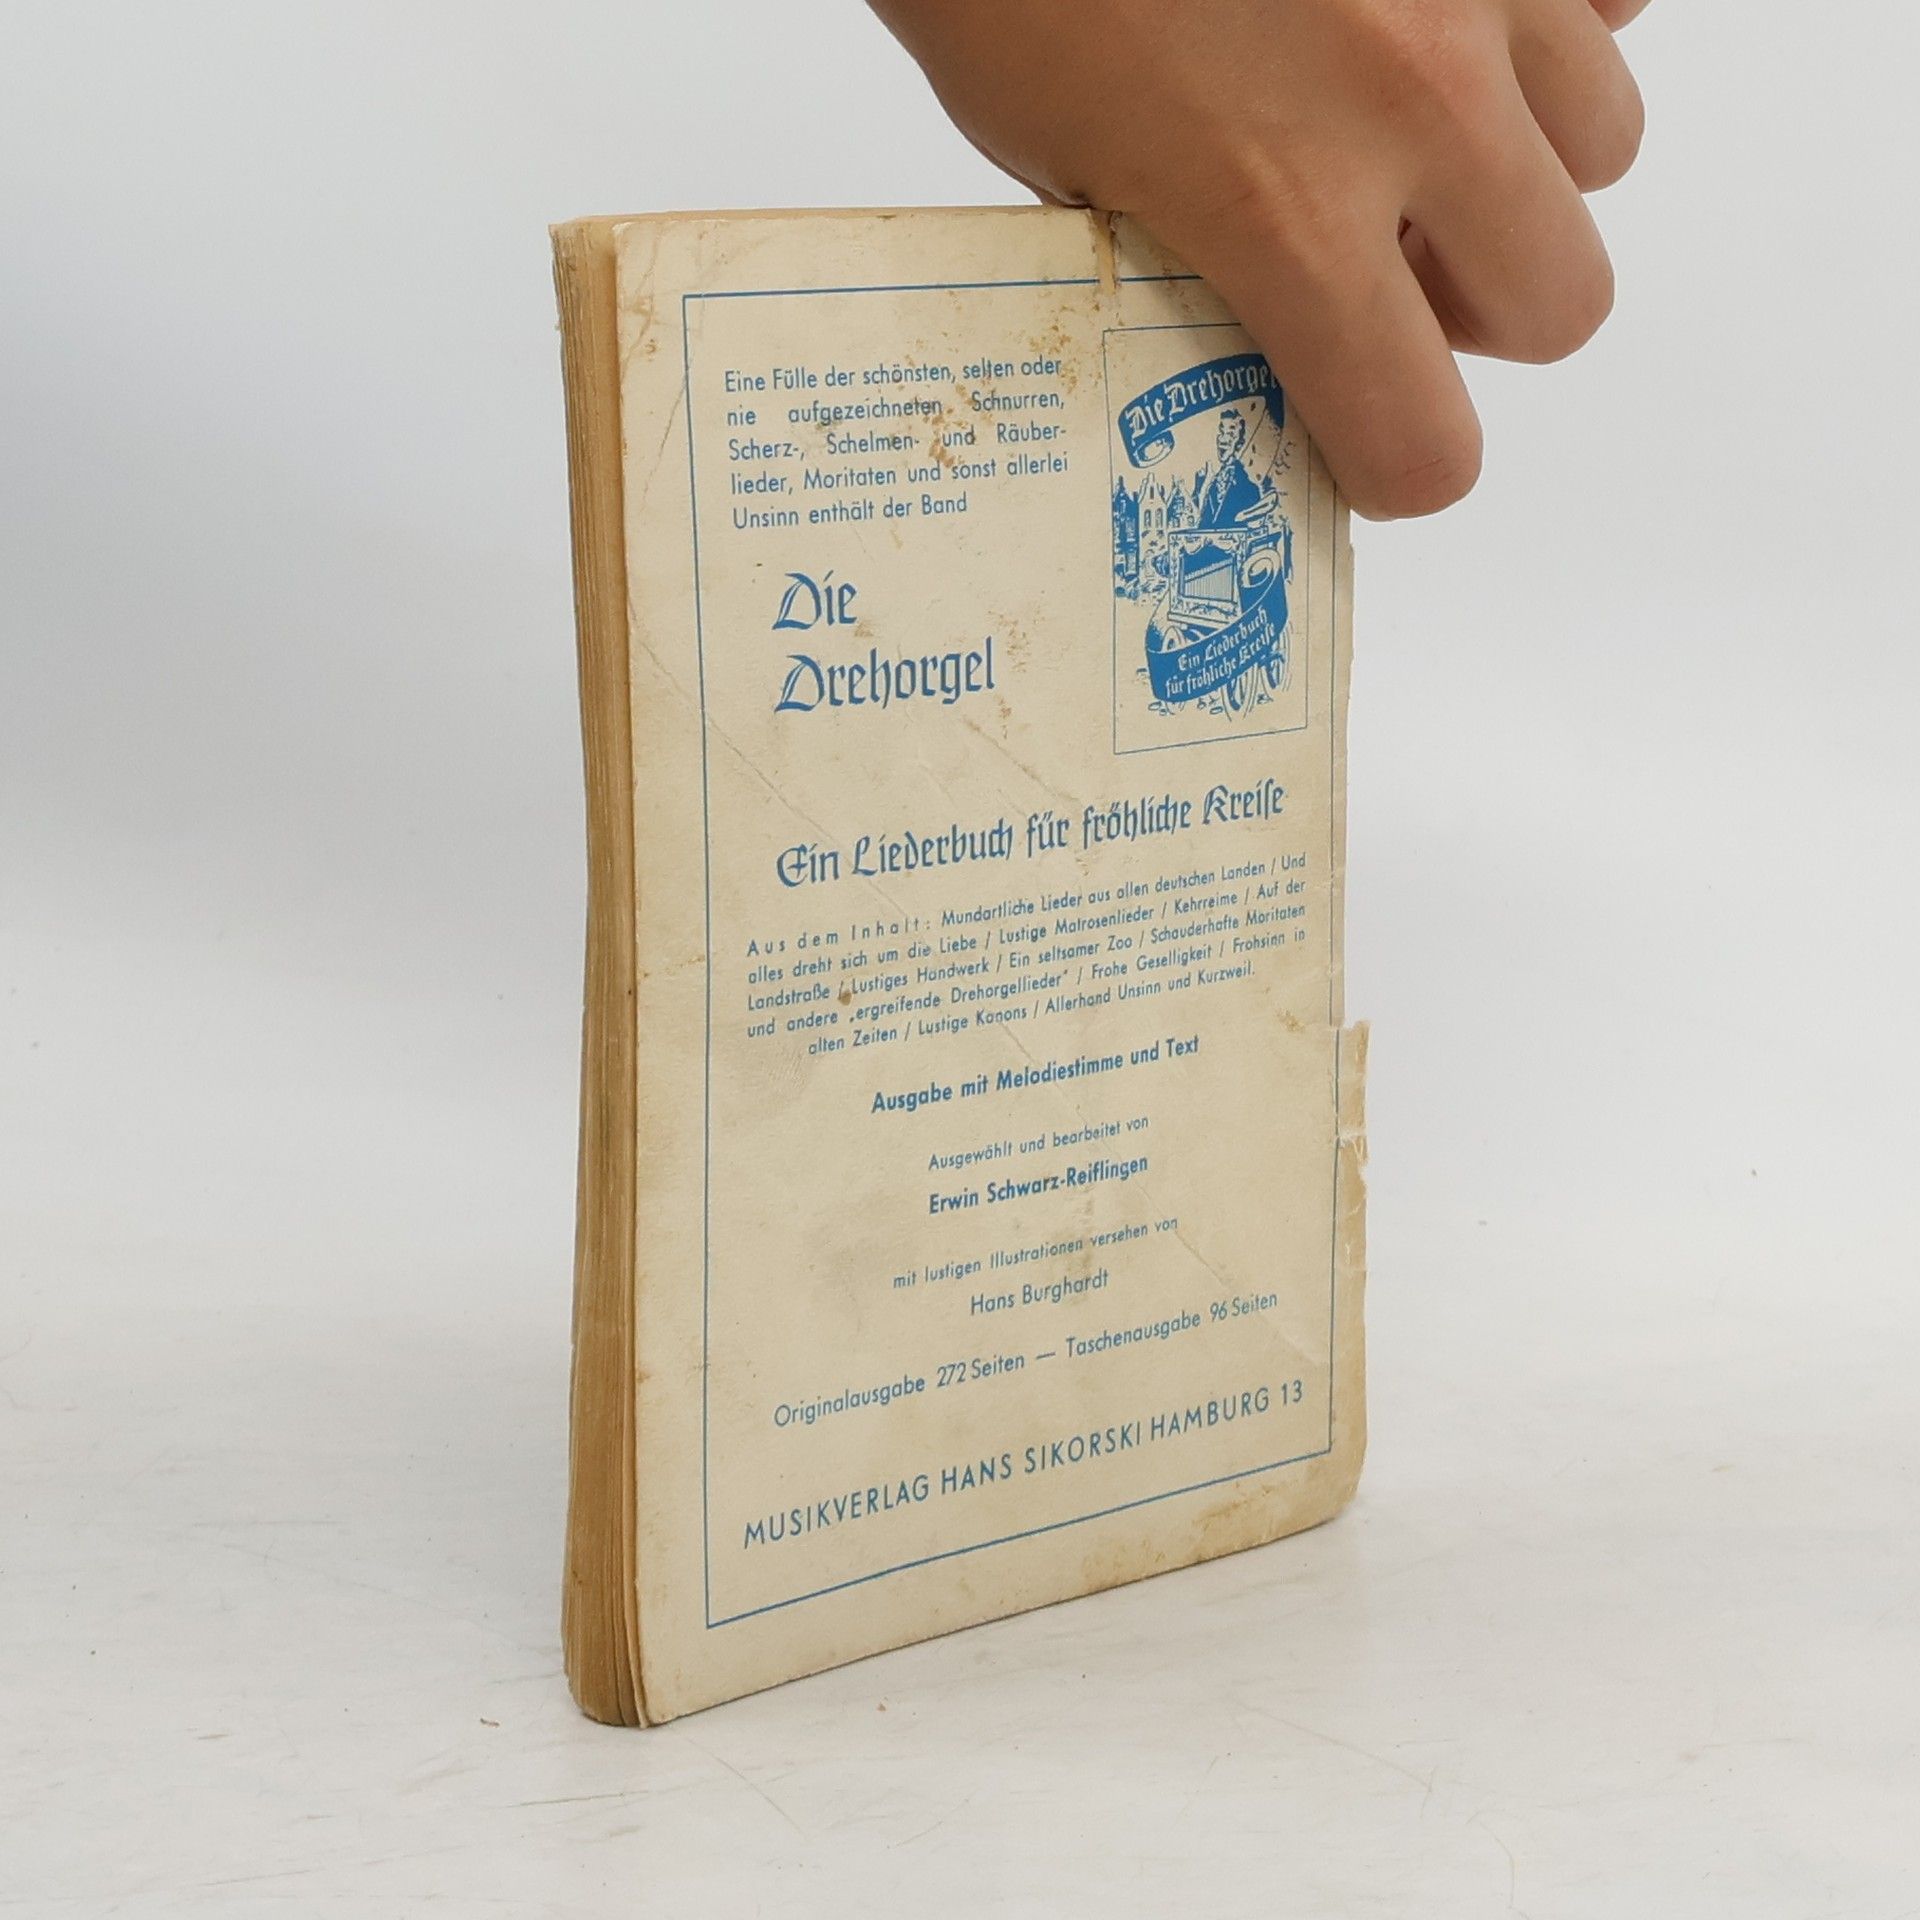 Eine Fülle der schönsten, selten oder
nie aufgezeichneten Schnurren,
Scherz-, Schelmen- und Räuber-
lieder, Moritaten und sonst allerlei
Unsinn enthält der Band
Die Drehorgel
Ein Liederbuch
für fröhliche Kreise
Die
Drehorgel
Ein Liederbuch für fröhliche Kreise
Aus dem Inhalt: Mundartliche Lieder aus allen deutschen Landen / Und
alles dreht sich um die Liebe / Lustige Matrosenlieder / Kehrreime / Auf der
Landstraße / Lustiges Handwerk / Ein seltsamer Zoo / Schauderhafte Moritaten
und andere „ergreifende Drehorgellieder" / Frohe Geselligkeit / Frohsinn in
alten Zeiten / Lustige Kanons / Allerhand Unsinn und Kurzweil.
Ausgabe mit Melodiestimme und Text
Ausgewählt und bearbeitet von
Erwin Schwarz-Reiflingen
mit lustigen Illustrationen versehen von
Hans Burghardt
Originalausgabe 272 Seiten — Taschenausgabe 96 Seiten
MUSIKVERLAG HANS SIKORSKI HAMBURG 13